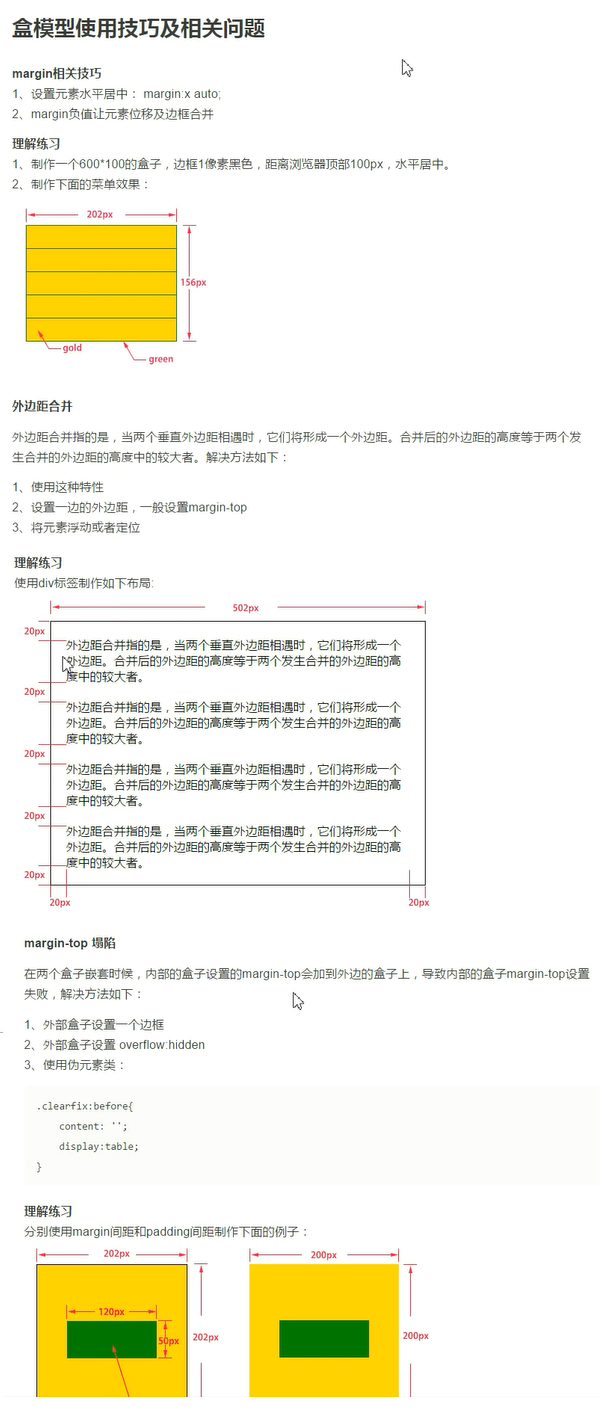 盒模型使用技巧及相关问题
margin相关技巧
1、设置元素水平居中： margin:x auto;
2、margin负值让元素位移及边框合并
理解练习
1、制作一个600*100的盒子，边框1像素黑色，距离浏览器顶部100px，水平居中。
2、制作下面的菜单效果：
202px
156px
gold
green
外边距合并
外边距合并指的是，当两个垂直外边距相遇时，它们将形成一个外边距。合并后的外边距的高度等于两个发
生合并的外边距的高度中的较大者。解决方法如下：
1、使用这种特性
2、设置一边的外边距，一般设置margin-top
3、将元素浮动或者定位
理解练习
使用div标签制作如下布局:
502px
20px
外边距合并指的是，当两个垂直外边距相遇时，它们将形成一个
外边距。合并后的外边距的高度等于两个发生合并的外边距的高
度中的较大者。
20px
外边距合并指的是，当两个垂直外边距相遇时，它们将形成一个
外边距。合并后的外边距的高度等于两个发生合并的外边距的高
度中的较大者。
20px
外边距合并指的是，当两个垂直外边距相遇时，它们将形成一个
外边距。合并后的外边距的高度等于两个发生合并的外边距的高
度中的较大者。
20px
外边距合并指的是，当两个垂直外边距相遇时，它们将形成一个
外边距。合并后的外边距的高度等于两个发生合并的外边距的高
度中的较大者。
20px
20px
20px
margin-top 塌陷
在两个盒子嵌套时候，内部的盒子设置的margin-top会加到外边的盒子上，导致内部的盒子margin-top设置
失败，解决方法如下：
1、外部盒子设置一个边框
2、外部盒子设置 overflow:hidden
3、使用伪元素类：
.clearfix:before{
content: '';
display:table;
}
理解练习
分别使用margin间距和padding间距制作下面的例子：
202px
200px
120px
50px
202px
200px